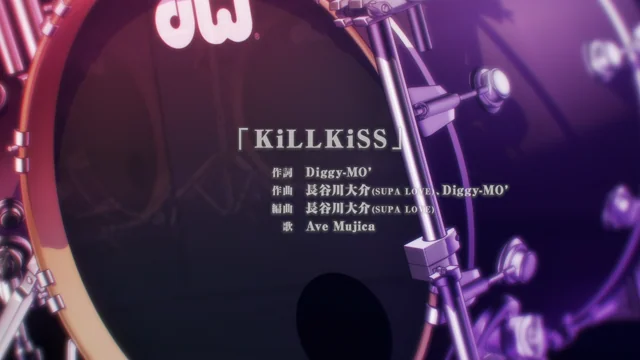 dw
「KiLLKiSS」
作詞 Diggy-MO'
作曲 長谷川大介(SUPA LOVE)、Diggy-MO'
編曲 長谷川大介(SUPA LOVE)
歌 Ave Mujica